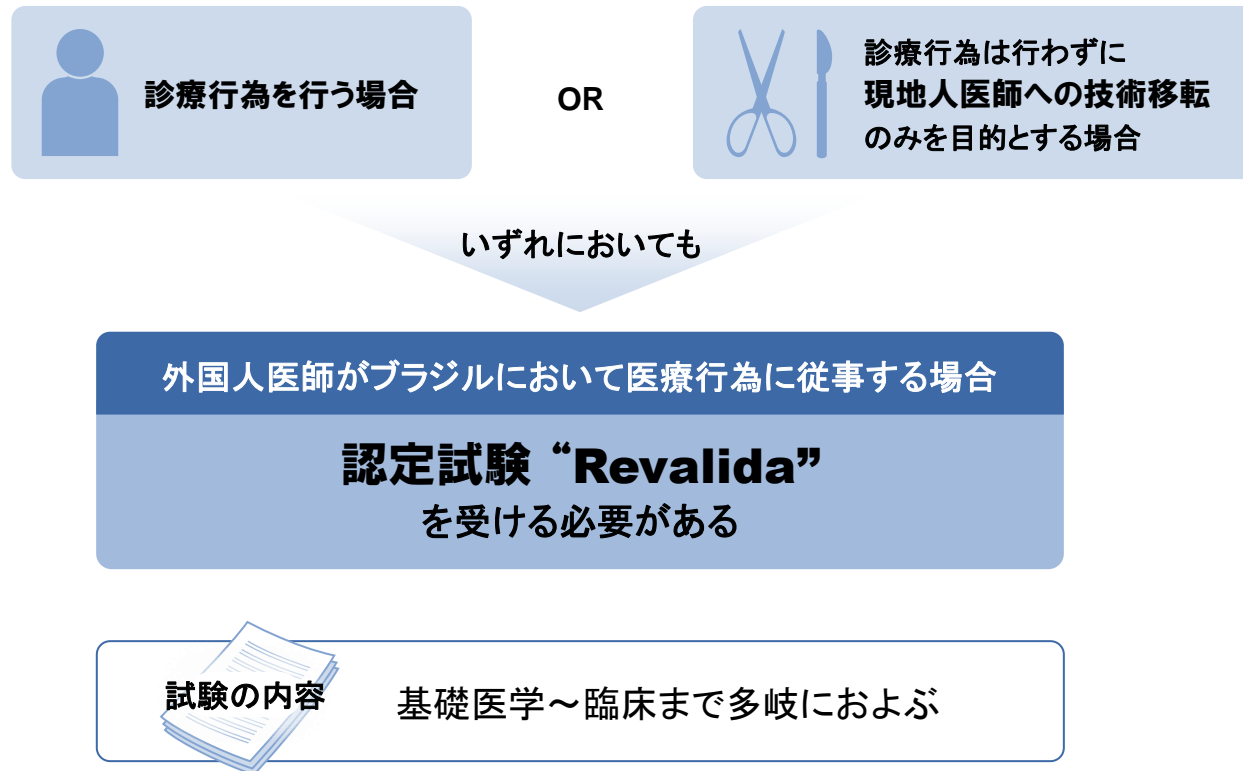 診療行為を行う場合
OR
診療行為は行わずに
現地人医師への技術移転
のみを目的とする場合
いずれにおいても
外国人医師がブラジルにおいて医療行為に従事する場合
認定試験 “Revalida”
を受ける必要がある
試験の内容
基礎医学～臨床まで多岐におよぶ